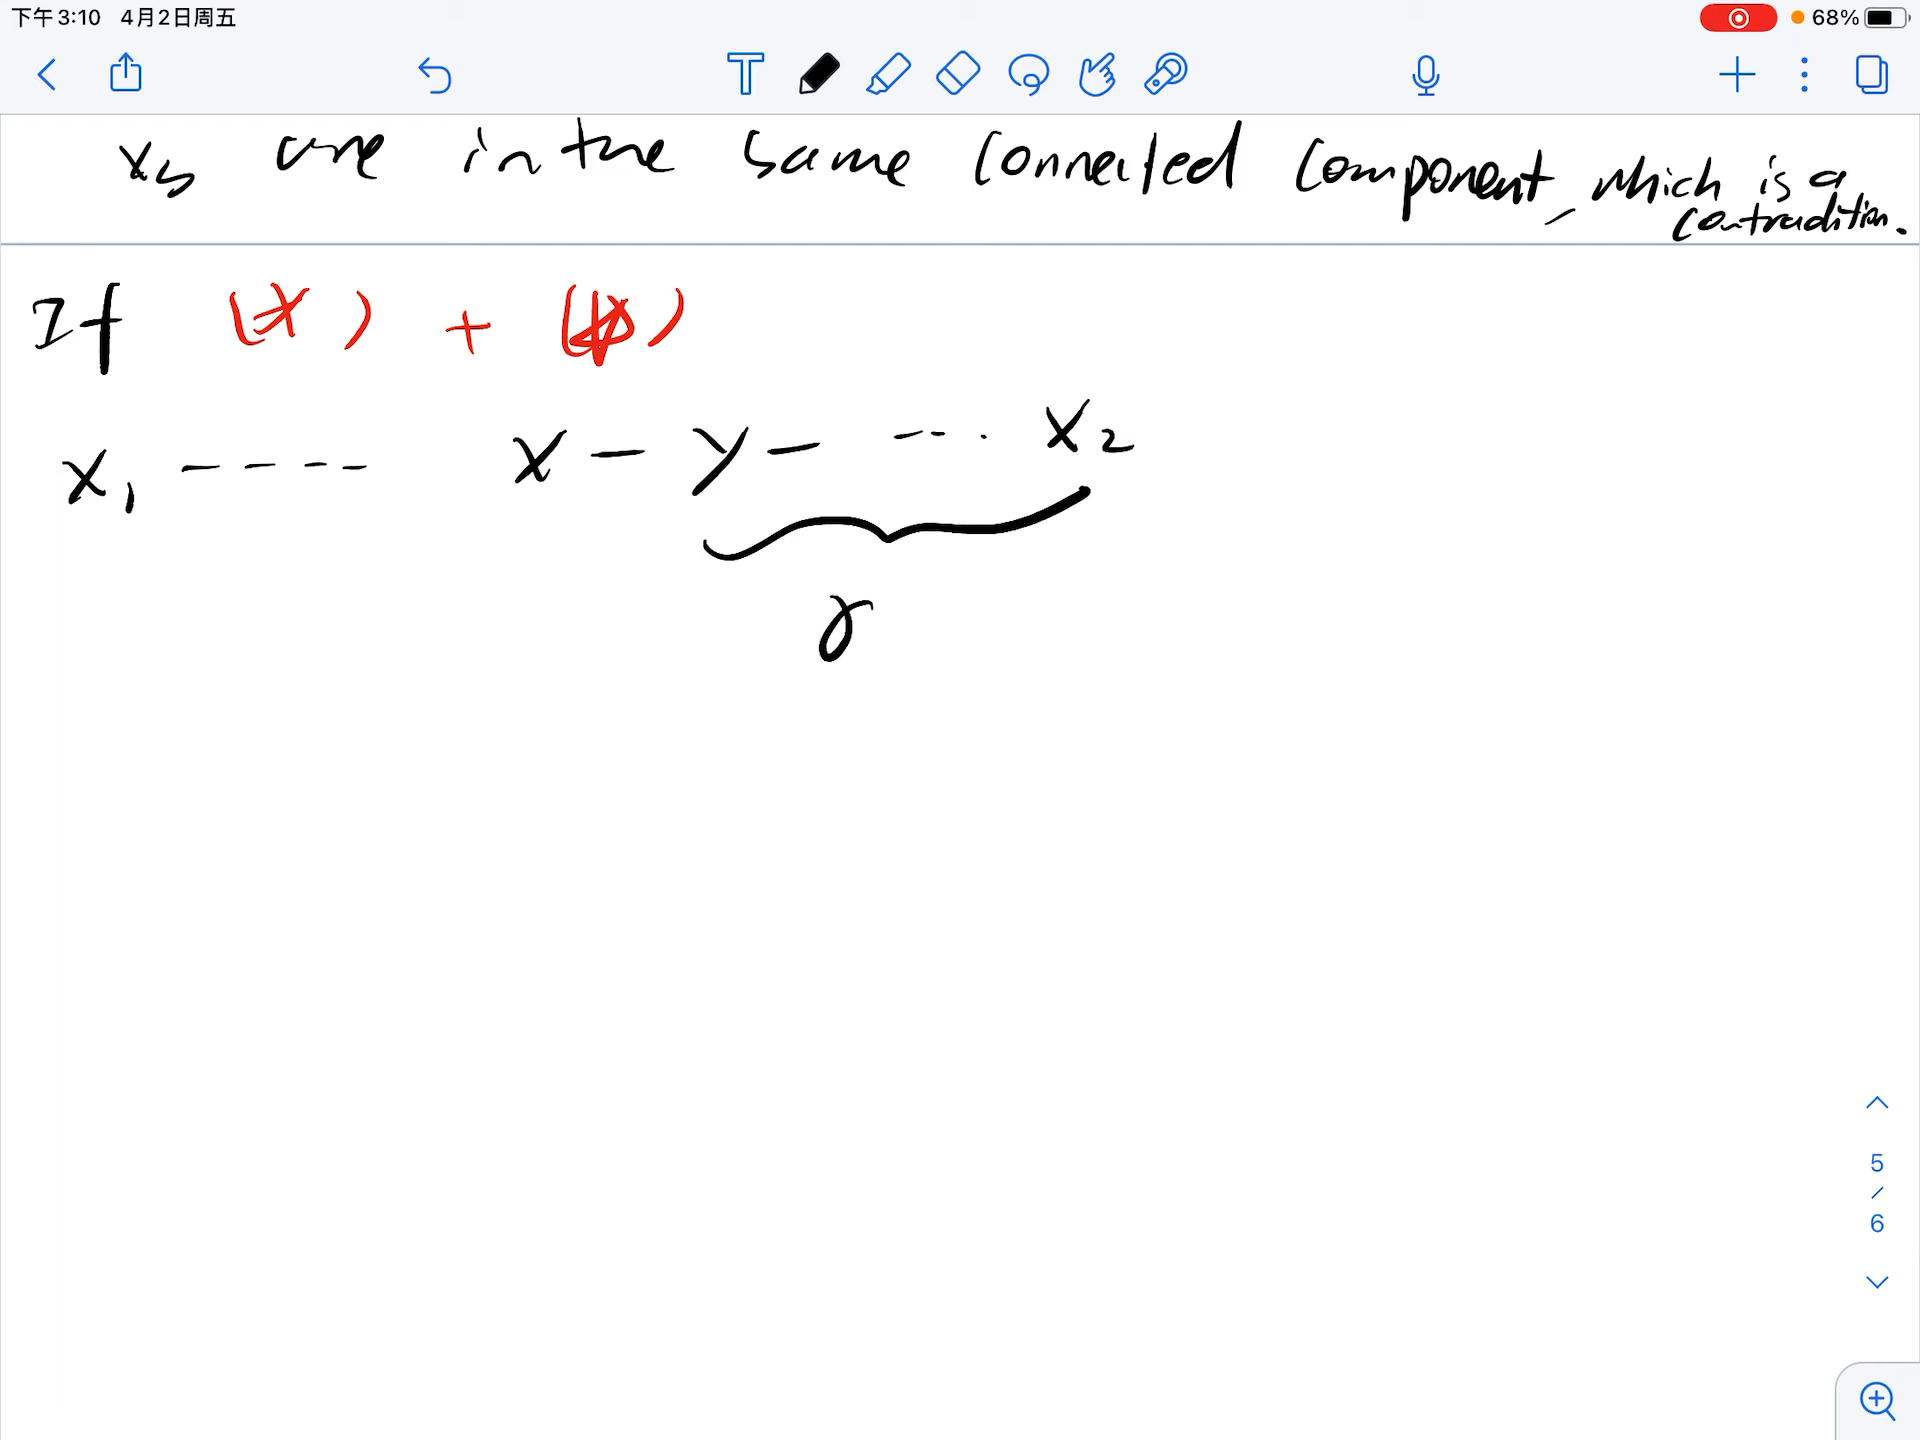 下午3:10 4月2日周五
68%
T
x₃ are in the same connected component, which is a
contradiction.
If (*) +
x₁ ---- x - y - --- x₂
γ
5
/
6